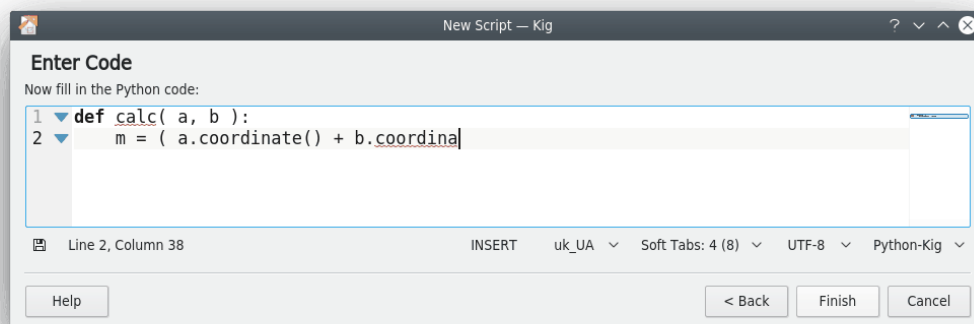 New Script — Kig
Enter Code
Now fill in the Python code:
1 def calc( a, b ):
2 m = ( a.coordinate() + b.coordina
Line 2, Column 38 INSERT uk_UA Soft Tabs: 4 (8) UTF-8 Python-Kig
Help < Back Finish Cancel